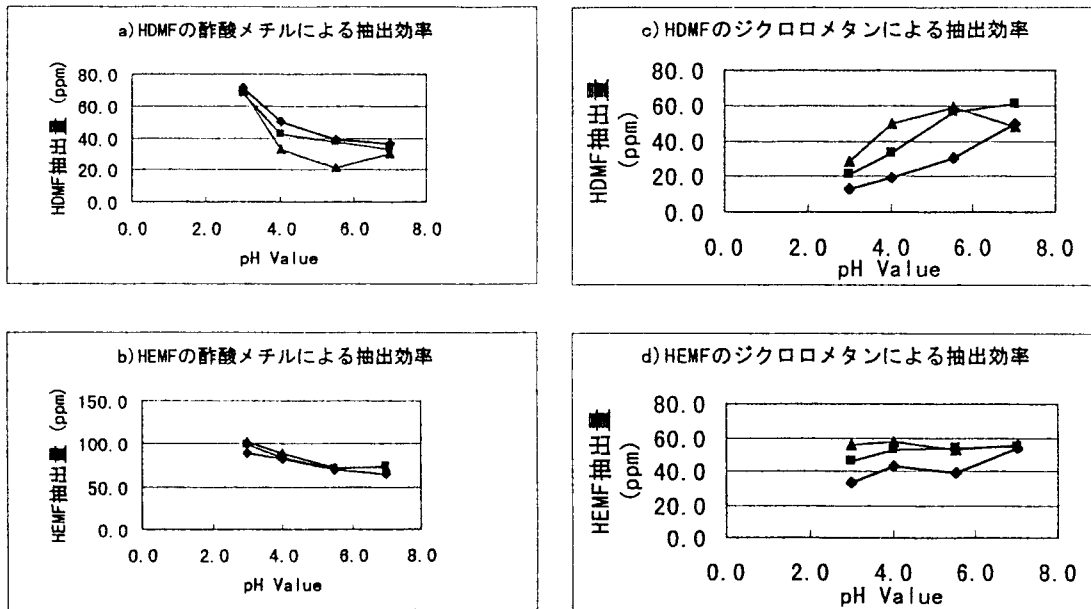 a)HDMFの酢酸メチルによる抽出効率
HDMF抽出量 (ppm)
80.0
60.0
40.0
20.0
0.0
0.0 2.0 4.0 6.0 8.0
pH Value
c)HDMFのジクロロメタンによる抽出効率
HDMF抽出量
(ppm)
80.0
60.0
40.0
20.0
0.0
0.0 2.0 4.0 6.0 8.0
pH Value
b)HEMFの酢酸メチルによる抽出効率
HEMF抽出量 (ppm)
150.0
100.0
50.0
0.0
0.0 2.0 4.0 6.0 8.0
pH Value
d)HEMFのジクロロメタンによる抽出効率
HEMF抽出量
(ppm)
80.0
60.0
40.0
20.0
0.0
0.0 2.0 4.0 6.0 8.0
pH Value